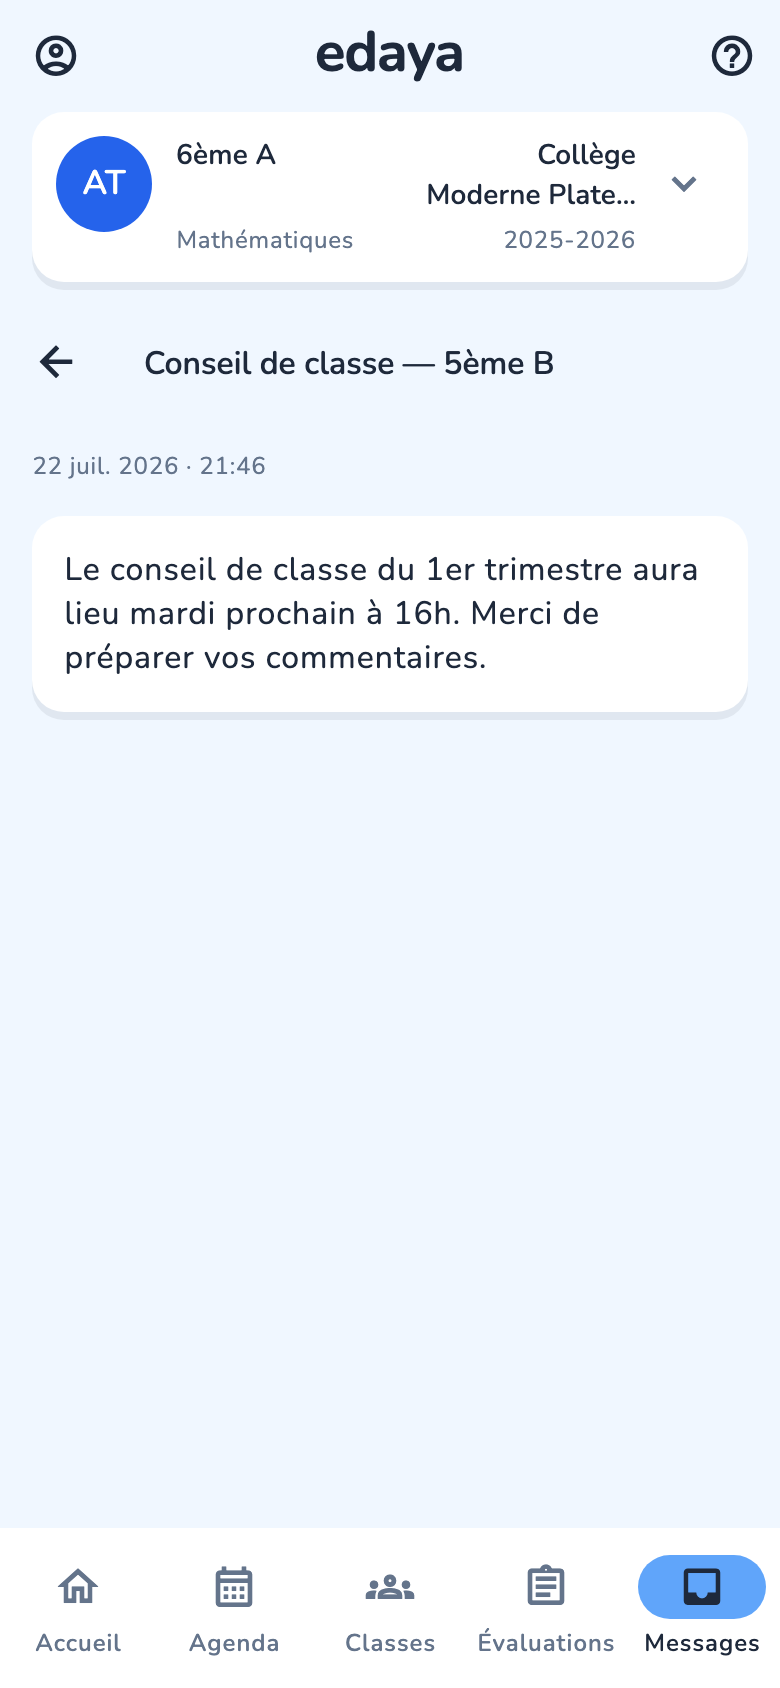 edaya
AT
6ème A
Collège
Moderne Plate...
Mathématiques
2025-2026
Conseil de classe — 5ème B
22 juil. 2026 · 21:46
Le conseil de classe du 1er trimestre aura
lieu mardi prochain à 16h. Merci de
préparer vos commentaires.
Accueil
Agenda
Classes
Évaluations
Messages